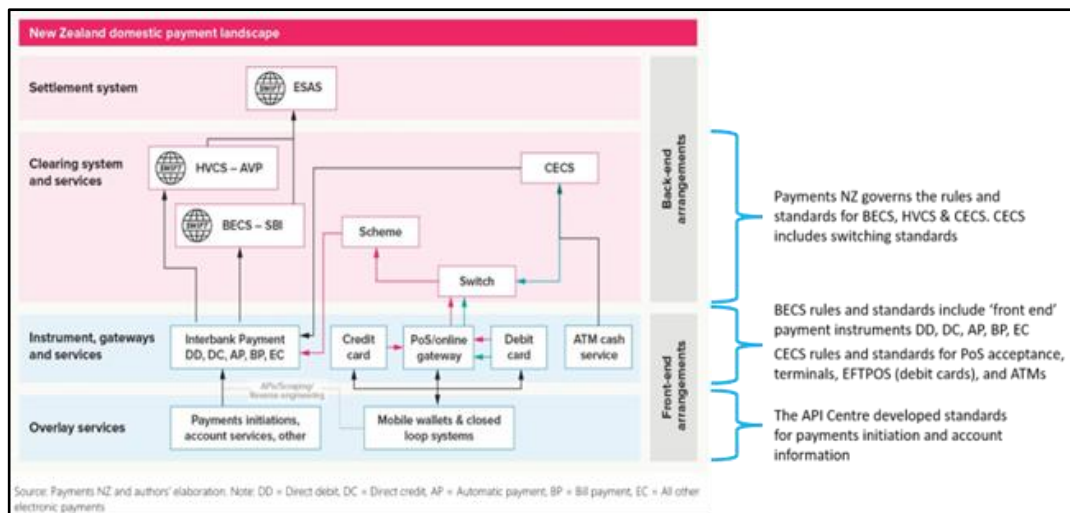 New Zealand domestic payment landscape
Settlement system
SWIFT
ESAS
Clearing system
and services
SWIFT
HVCS – AVP
CECS
SWIFT
BECS – SBI
Scheme
Switch
Back-end
arrangements
Payments NZ governs the rules and
standards for BECS, HVCS & CECS. CECS
includes switching standards
Instrument, gateways
and services
Interbank Payment
DD, DC, AP, BP, EC
Credit
card
PoS/online
gateway
Debit
card
ATM cash
service
APIs/Scraping/
Reverse engineering
Overlay services
Payments initiations,
account services, other
Mobile wallets & closed
loop systems
Front-end
arrangements
BECS rules and standards include ‘front end’
payment instruments DD, DC, AP, BP, EC
CECS rules and standards for PoS acceptance,
terminals, EFTPOS (debit cards), and ATMs
The API Centre developed standards
for payments initiation and account
information
Source: Payments NZ and authors' elaboration. Note: DD = Direct debit, DC = Direct credit, AP = Automatic payment, BP = Bill payment, EC = All other
electronic payments